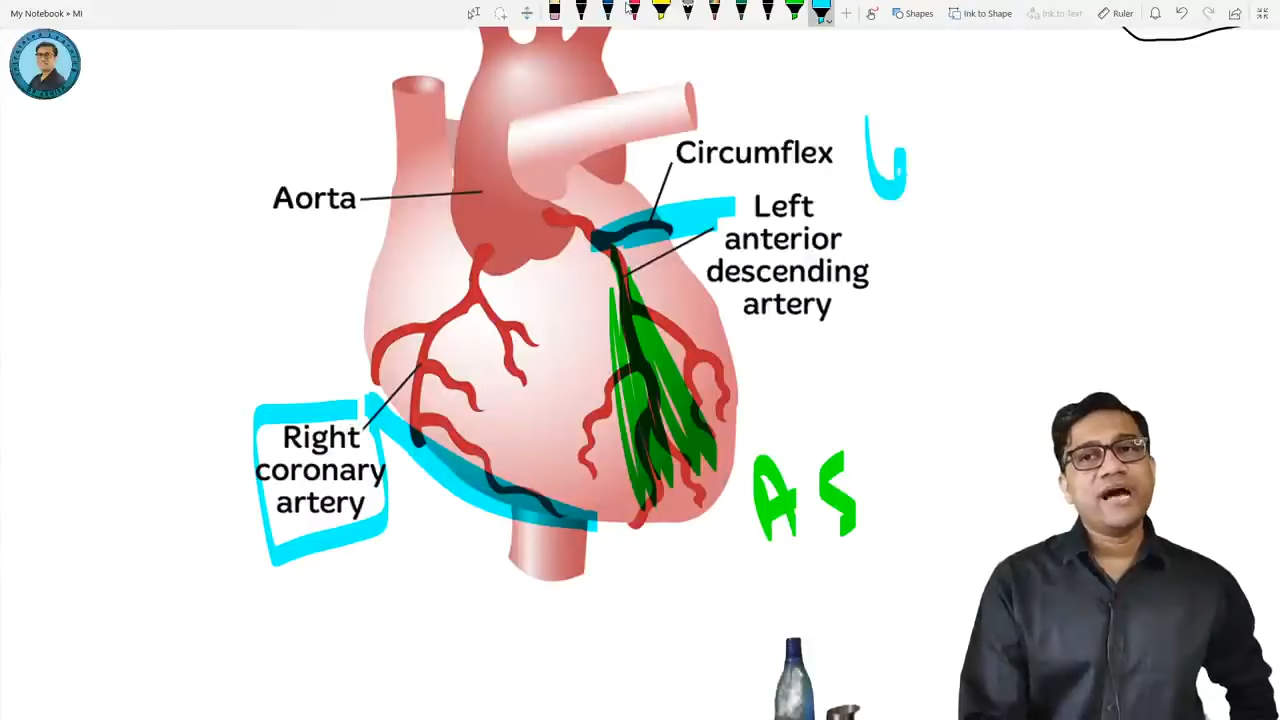 My Notebook » MI
Shapes
Ink to Shape
Ink to Text
Ruler
Circumflex
Aorta
Left
anterior
descending
artery
Right
coronary
artery
A S